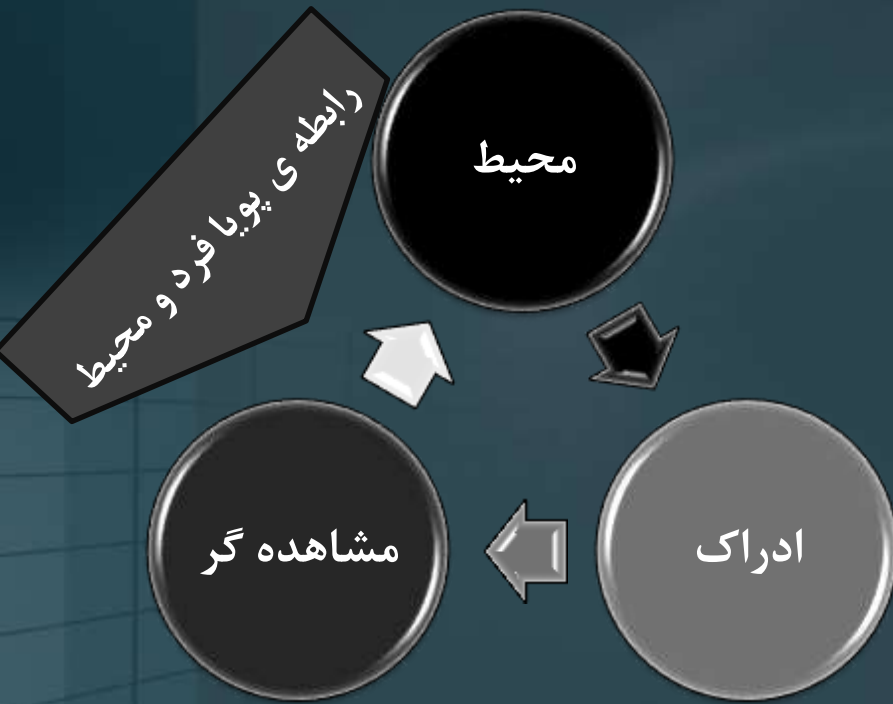 رابطه ی پویا فرد و محیط
محیط
ادراک
مشاهده گر